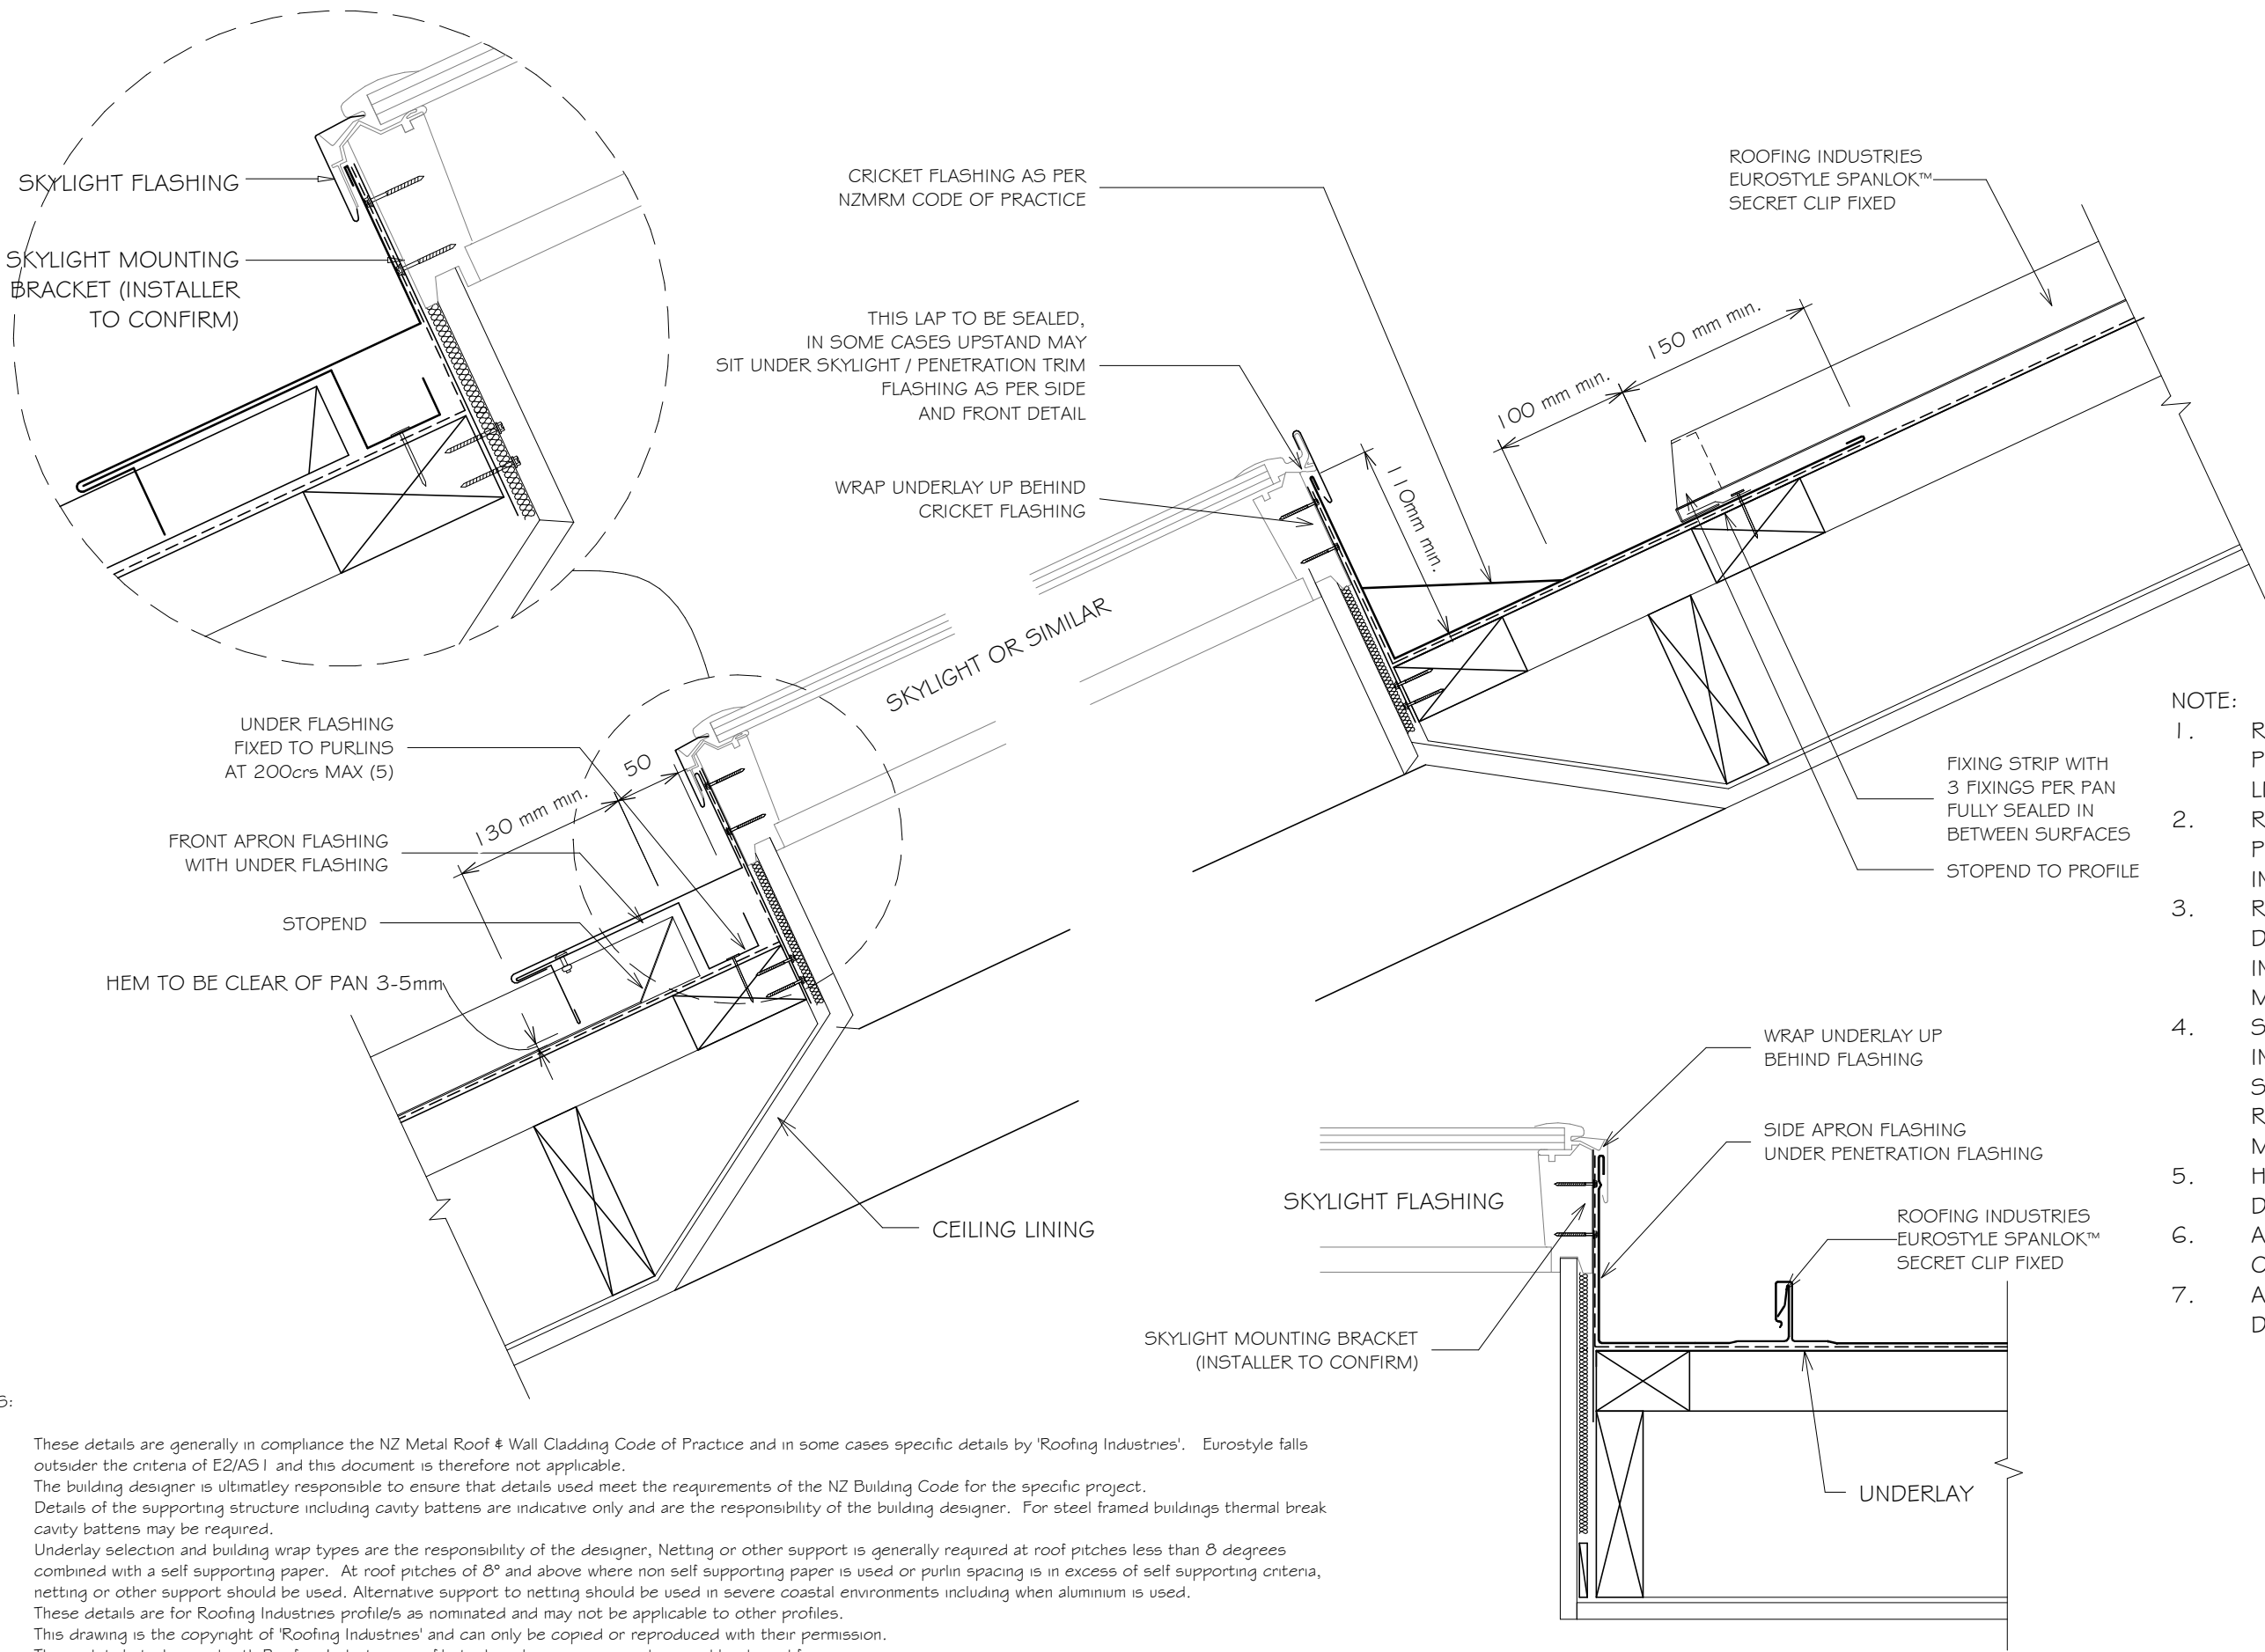 SKYLIGHT FLASHING
SKYLIGHT MOUNTING
BRACKET (INSTALLER
TO CONFIRM)
CRICKET FLASHING AS PER
NZMRM CODE OF PRACTICE
THIS LAP TO BE SEALED,
IN SOME CASES UPSTAND MAY
SIT UNDER SKYLIGHT / PENETRATION TRIM
FLASHING AS PER SIDE
AND FRONT DETAIL
WRAP UNDERLAY UP BEHIND
CRICKET FLASHING
ROOFING INDUSTRIES
EUROSTYLE SPANLOK™
SECRET CLIP FIXED
150 mm min.
100 mm min.
110mm min.
SKYLIGHT OR SIMILAR
UNDER FLASHING
FIXED TO PURLINS
AT 200crs MAX (5)
50
130 mm min.
FRONT APRON FLASHING
WITH UNDER FLASHING
STOPEND
HEM TO BE CLEAR OF PAN 3-5mm
CEILING LINING
FIXING STRIP WITH
3 FIXINGS PER PAN
FULLY SEALED IN
BETWEEN SURFACES
STOPEND TO PROFILE
NOTE:
1.
2.
3.
4.
5.
6.
7.
WRAP UNDERLAY UP
BEHIND FLASHING
SIDE APRON FLASHING
UNDER PENETRATION FLASHING
SKYLIGHT FLASHING
ROOFING INDUSTRIES
EUROSTYLE SPANLOK™
SECRET CLIP FIXED
SKYLIGHT MOUNTING BRACKET
(INSTALLER TO CONFIRM)
UNDERLAY
S:
These details are generally in compliance the NZ Metal Roof & Wall Cladding Code of Practice and in some cases specific details by 'Roofing Industries'. Eurostyle falls
outsider the criteria of E2/AS1 and this document is therefore not applicable.
The building designer is ultimatley responsible to ensure that details used meet the requirements of the NZ Building Code for the specific project.
Details of the supporting structure including cavity battens are indicative only and are the responsibility of the building designer. For steel framed buildings thermal break
cavity battens may be required.
Underlay selection and building wrap types are the responsibility of the designer, Netting or other support is generally required at roof pitches less than 8 degrees
combined with a self supporting paper. At roof pitches of 8° and above where non self supporting paper is used or purlin spacing is in excess of self supporting criteria,
netting or other support should be used. Alternative support to netting should be used in severe coastal environments including when aluminium is used.
These details are for Roofing Industries profile/s as nominated and may not be applicable to other profiles.
This drawing is the copyright of 'Roofing Industries' and can only be copied or reproduced with their permission.